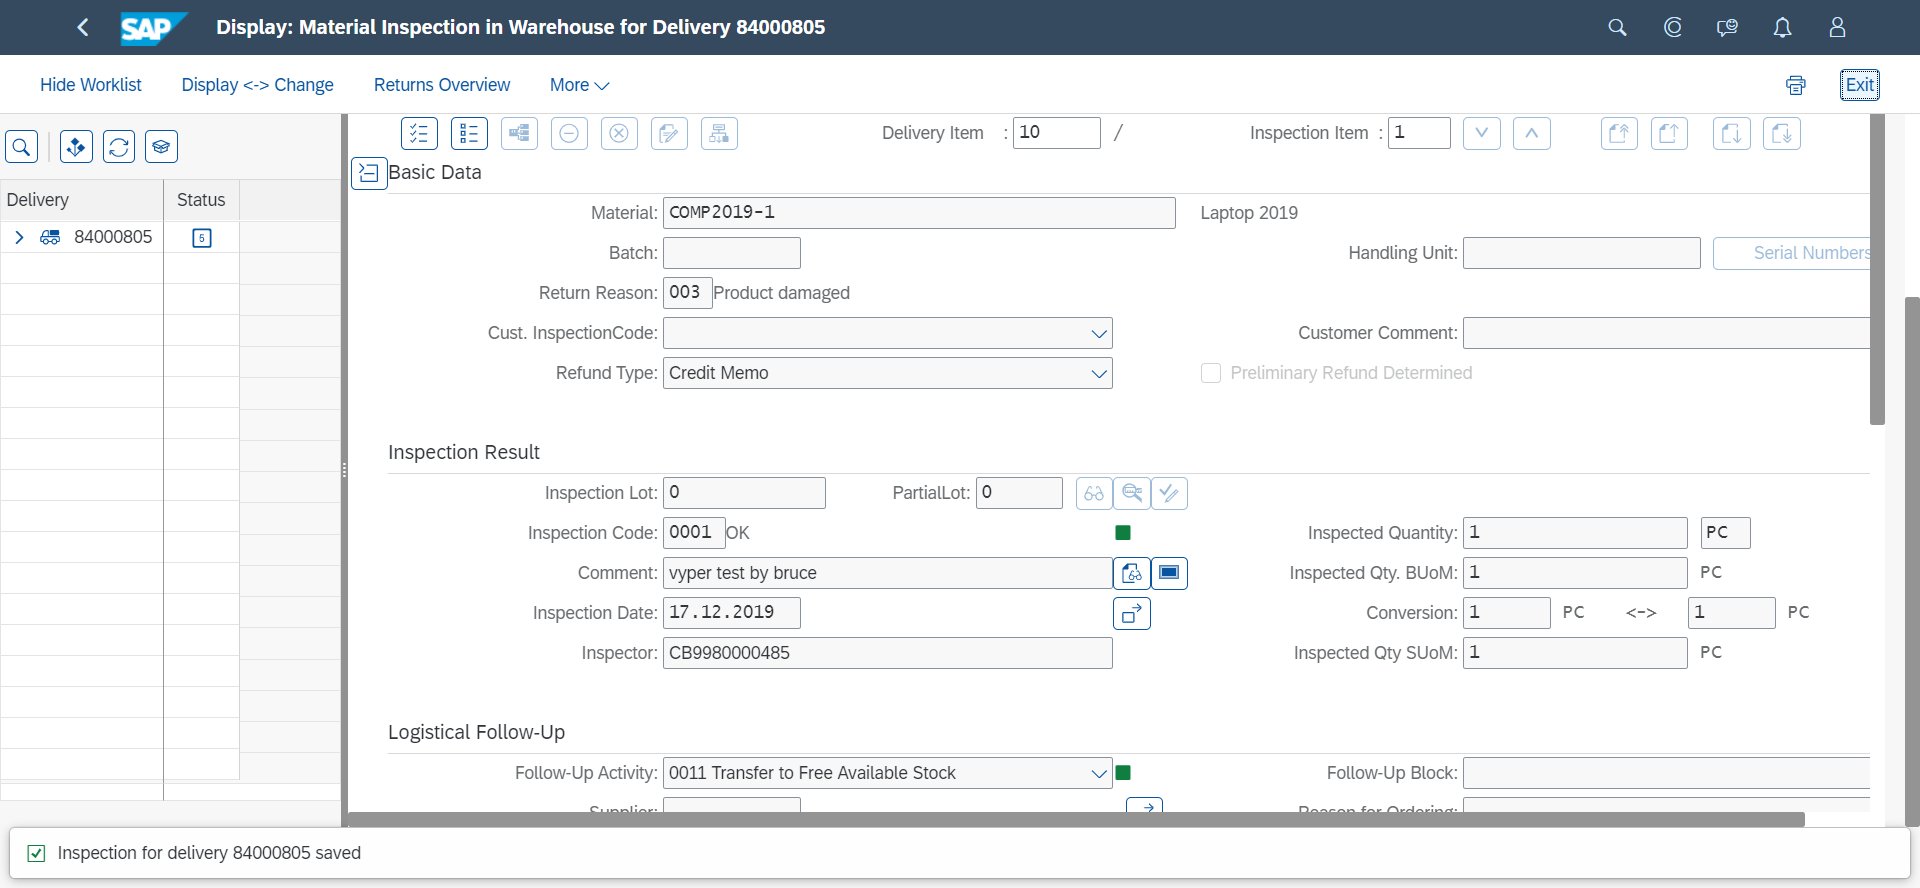 SAP Display: Material Inspection in Warehouse for Delivery 84000805
Hide Worklist Display <-> Change Returns Overview More Exit
Delivery Item : 10 / Inspection Item : 1
Basic Data
Delivery Status
84000805 5
Material: COMP2019-1 Laptop 2019
Batch: Handling Unit: Serial Numbers
Return Reason: 003 Product damaged
Cust. InspectionCode: Customer Comment:
Refund Type: Credit Memo Preliminary Refund Determined
Inspection Result
Inspection Lot: 0 PartialLot: 0
Inspection Code: 0001 OK Inspected Quantity: 1 PC
Comment: vyper test by bruce Inspected Qty. BUoM: 1 PC
Inspection Date: 17.12.2019 Conversion: 1 PC <-> 1 PC
Inspector: CB9980000485 Inspected Qty SUoM: 1 PC
Logistical Follow-Up
Follow-Up Activity: 0011 Transfer to Free Available Stock Follow-Up Block:
Supplier: Reason for Ordering:
Inspection for delivery 84000805 saved